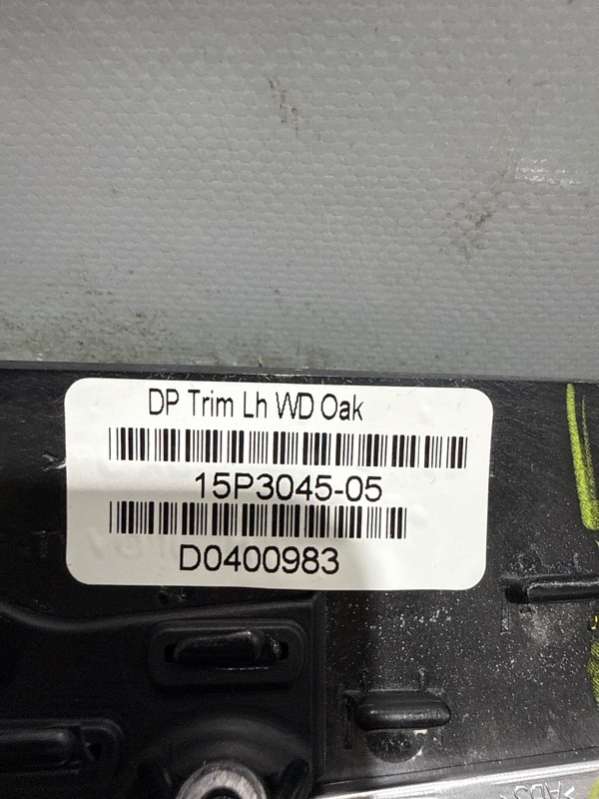 DP Trim Lh WD Oak
15P3045-05
D0400983